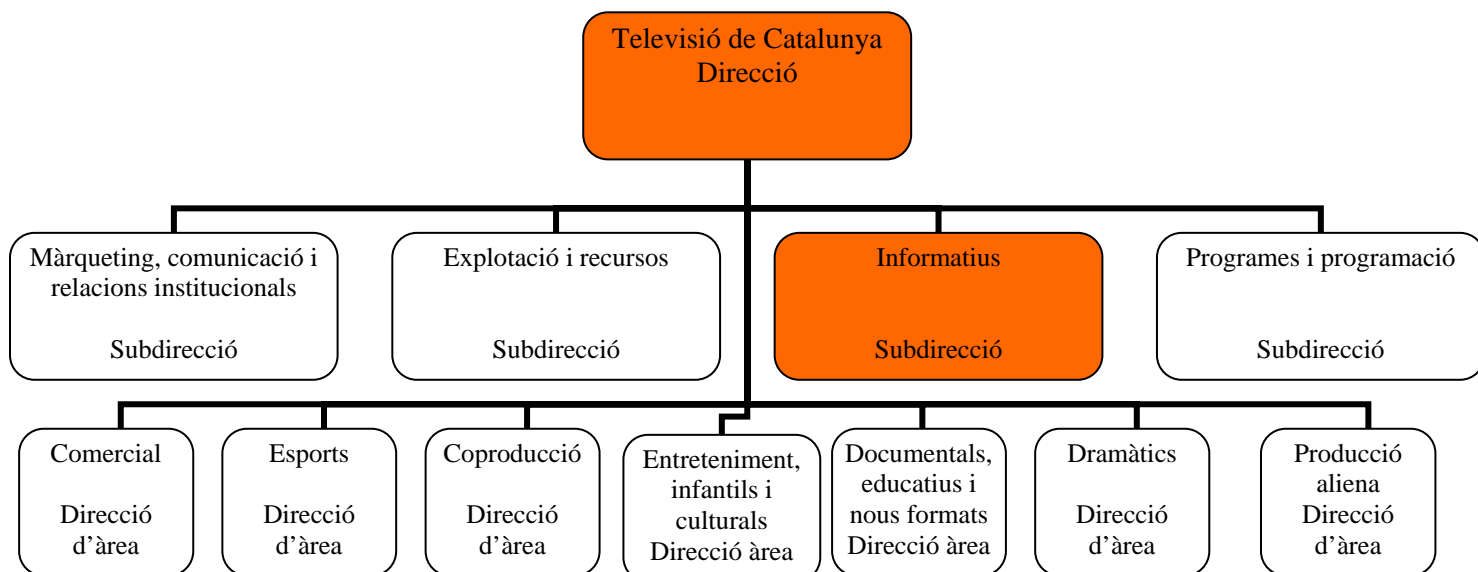 Televisió de Catalunya
Direcció
Màrqueting, comunicació i
relacions institucionals
Subdirecció
Explotació i recursos
Subdirecció
Informatius
Subdirecció
Programes i programació
Subdirecció
Comercial
Direcció
d’àrea
Esports
Direcció
d’àrea
Coproducció
Direcció
d’àrea
Entreteniment,
infantils i
culturals
Direcció àrea
Documentals,
educatius i
nous formats
Direcció àrea
Dramàtics
Direcció
d’àrea
Producció
aliena
Direcció
d’àrea